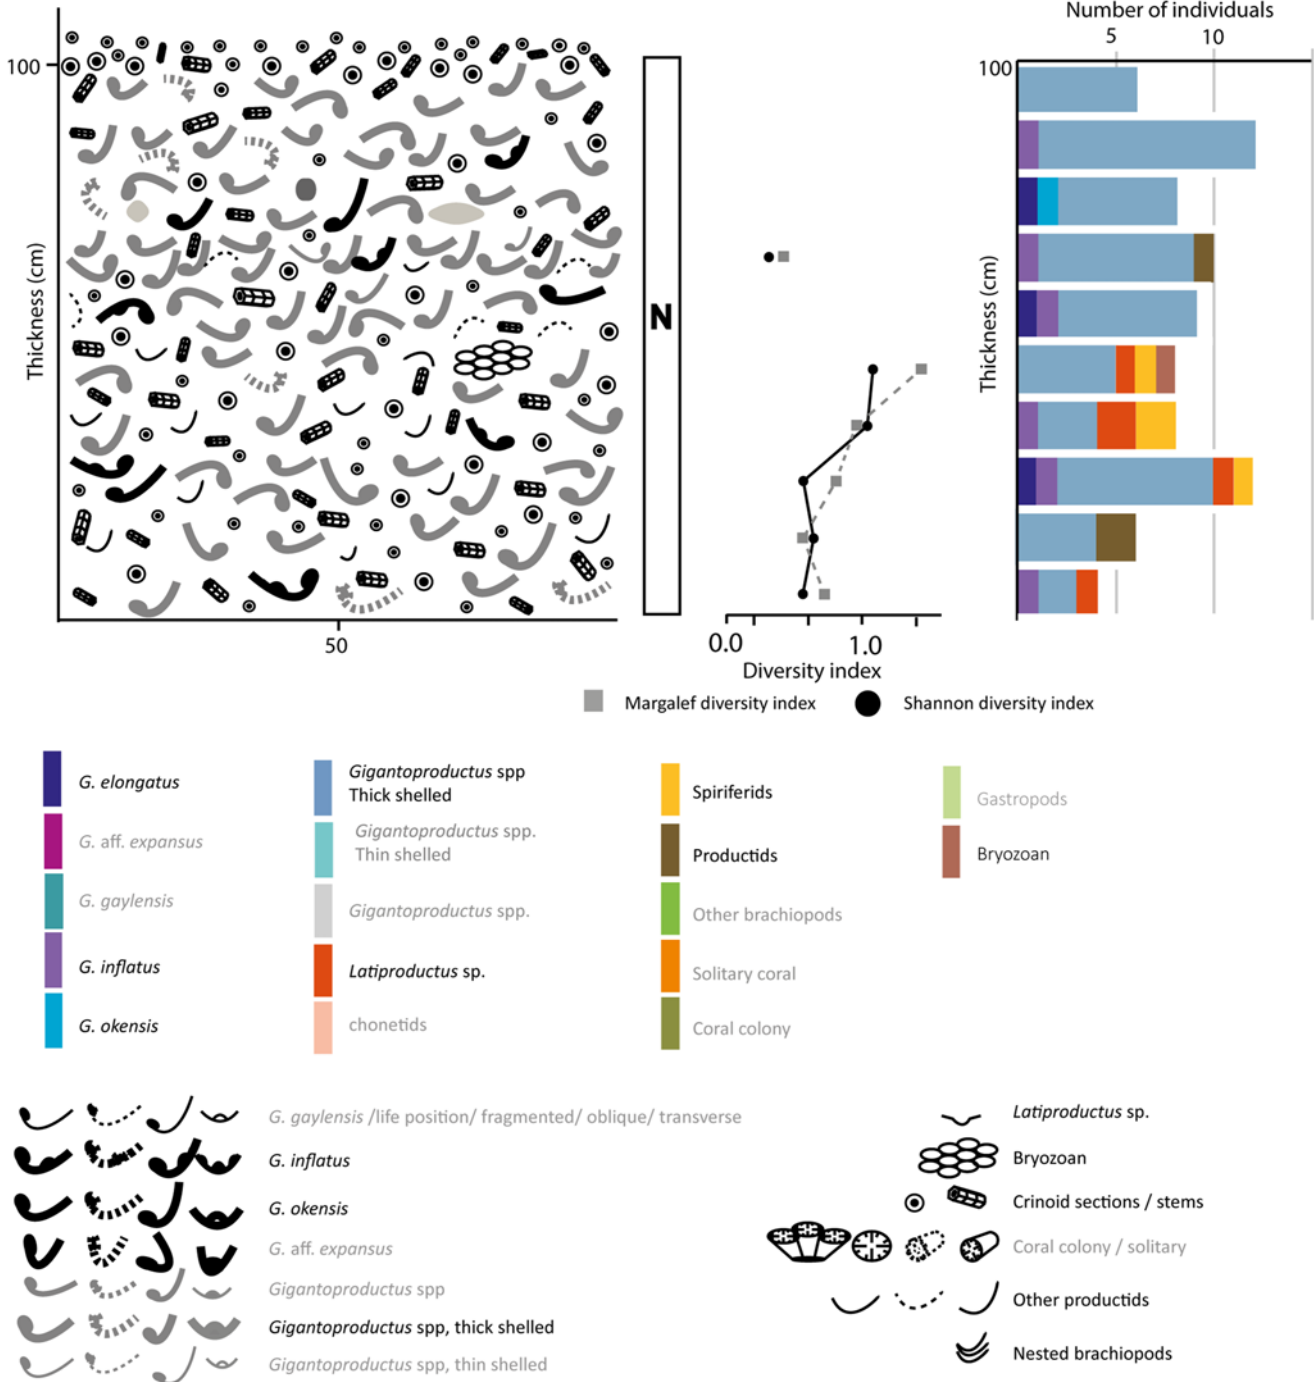 Number of individuals
5 10
100
100
Thickness (cm)
N
Thickness (cm)
50
0.0 1.0
Diversity index
Margalef diversity index
Shannon diversity index
G. elongatus
G. aff. expansus
G. gaylensis
G. inflatus
G. okensis
Gigantoproductus spp
Thick shelled
Gigantoproductus spp.
Thin shelled
Gigantoproductus spp.
Latiproductus sp.
chonetids
Spiriferids
Productids
Other brachiopods
Solitary coral
Coral colony
Gastropods
Bryozoan
G. gaylensis /life position/ fragmented/ oblique/ transverse
G. inflatus
G. okensis
G. aff. expansus
Gigantoproductus spp
Gigantoproductus spp, thick shelled
Gigantoproductus spp, thin shelled
Latiproductus sp.
Bryozoan
Crinoid sections / stems
Coral colony / solitary
Other productids
Nested brachiopods